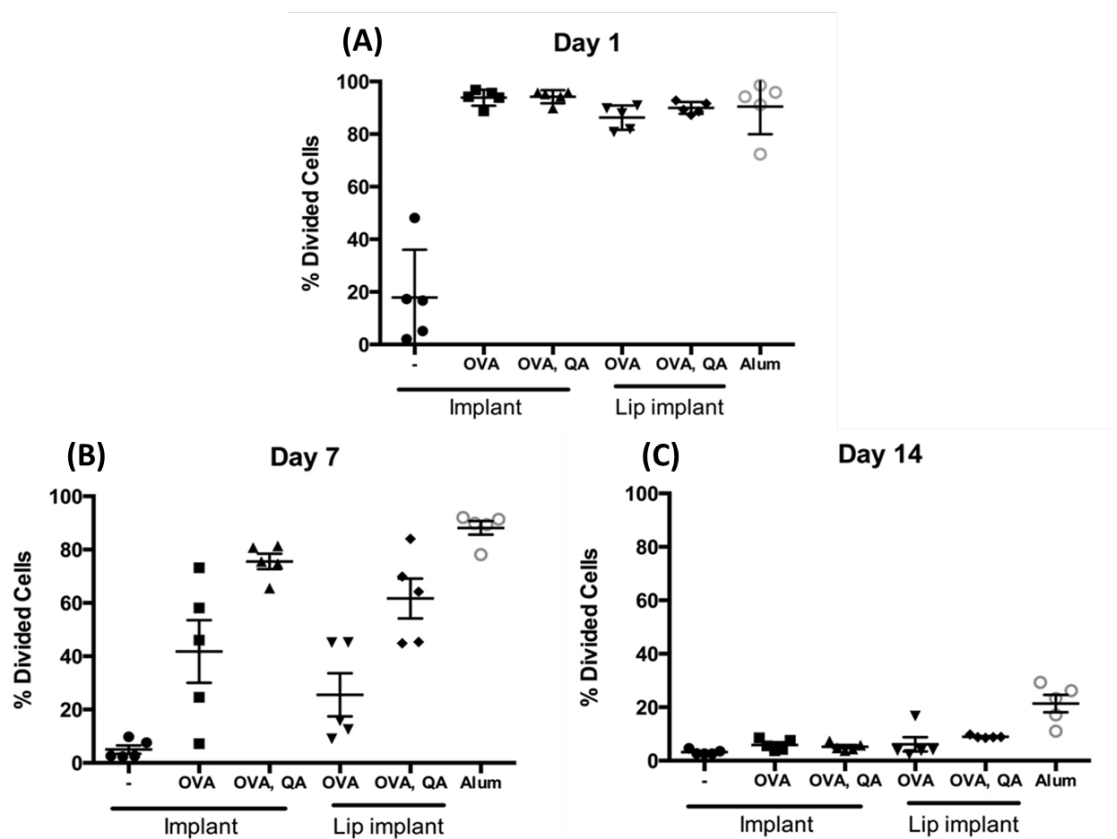 (A)
Day 1
% Divided Cells
100
80
60
40
20
0
- OVA OVA, QA OVA OVA, QA Alum
Implant Lip implant
(B)
Day 7
% Divided Cells
100
80
60
40
20
0
- OVA OVA, QA OVA OVA, QA Alum
Implant Lip implant
(C)
Day 14
% Divided Cells
100
80
60
40
20
0
- OVA OVA, QA OVA OVA, QA Alum
Implant Lip implant